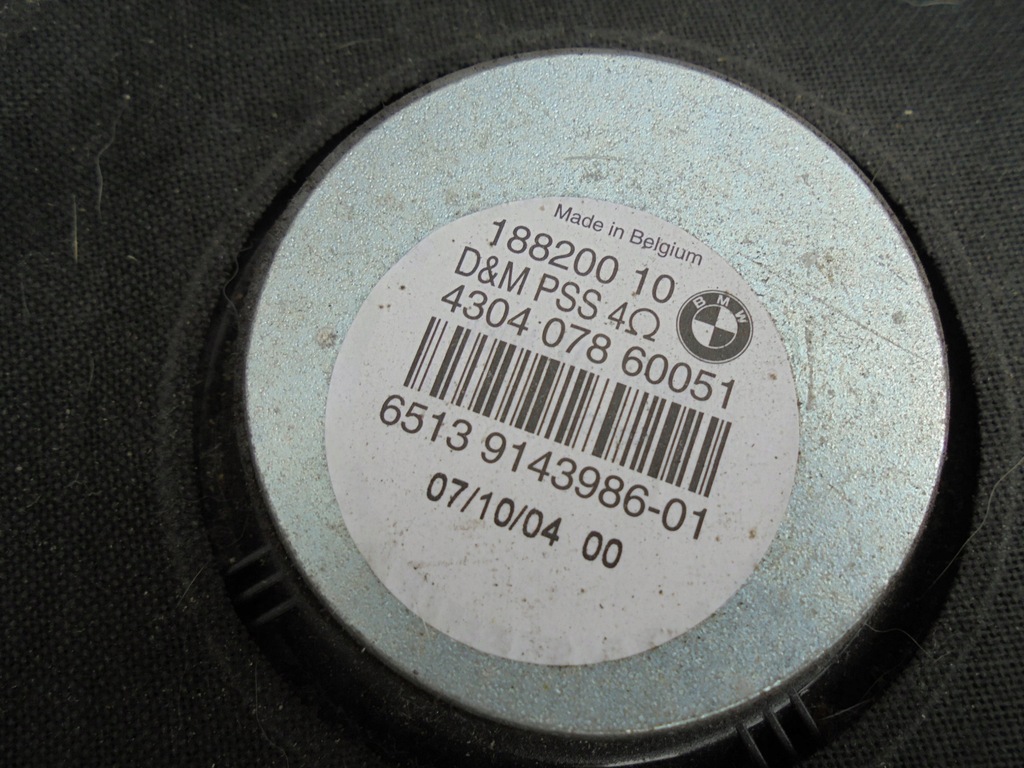 Made in Belgium
188200 10
D&M PSS 4Ω
BMW
4304 078 60051
6513 9143986-01
07/10/04 00